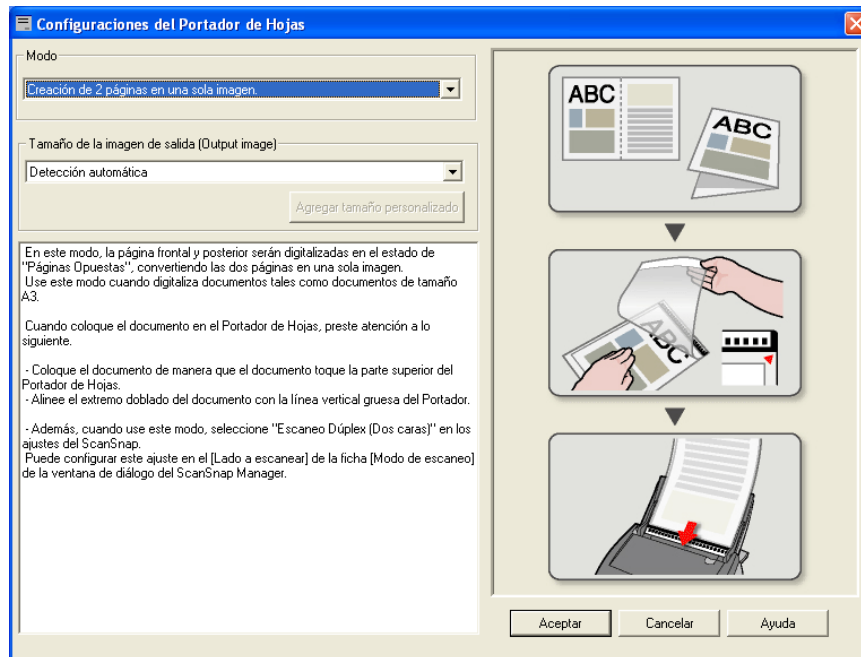 Configuraciones del Portador de Hojas
Modo
Creación de 2 páginas en una sola imagen.
Tamaño de la imagen de salida (Output image)
Detección automática
Agregar tamaño personalizado
En este modo, la página frontal y posterior serán digitalizadas en el estado de
"Páginas Opuestas", convertiendo las dos páginas en una sola imagen.
Use este modo cuando digitaliza documentos tales como documentos de tamaño
A3.
Cuando coloque el documento en el Portador de Hojas, preste atención a lo
siguiente.
- Coloque el documento de manera que el documento toque la parte superior del
Portador de Hojas.
- Alinee el extremo doblado del documento con la línea vertical gruesa del Portador.
- Además, cuando use este modo, seleccione "Escaneo Dúplex (Dos caras)" en los
ajustes del ScanSnap.
Puede configurar este ajuste en el [Lado a escanear] de la ficha [Modo de escaneo]
de la ventana de diálogo del ScanSnap Manager.
ABC
ABC
ABC
Aceptar
Cancelar
Ayuda